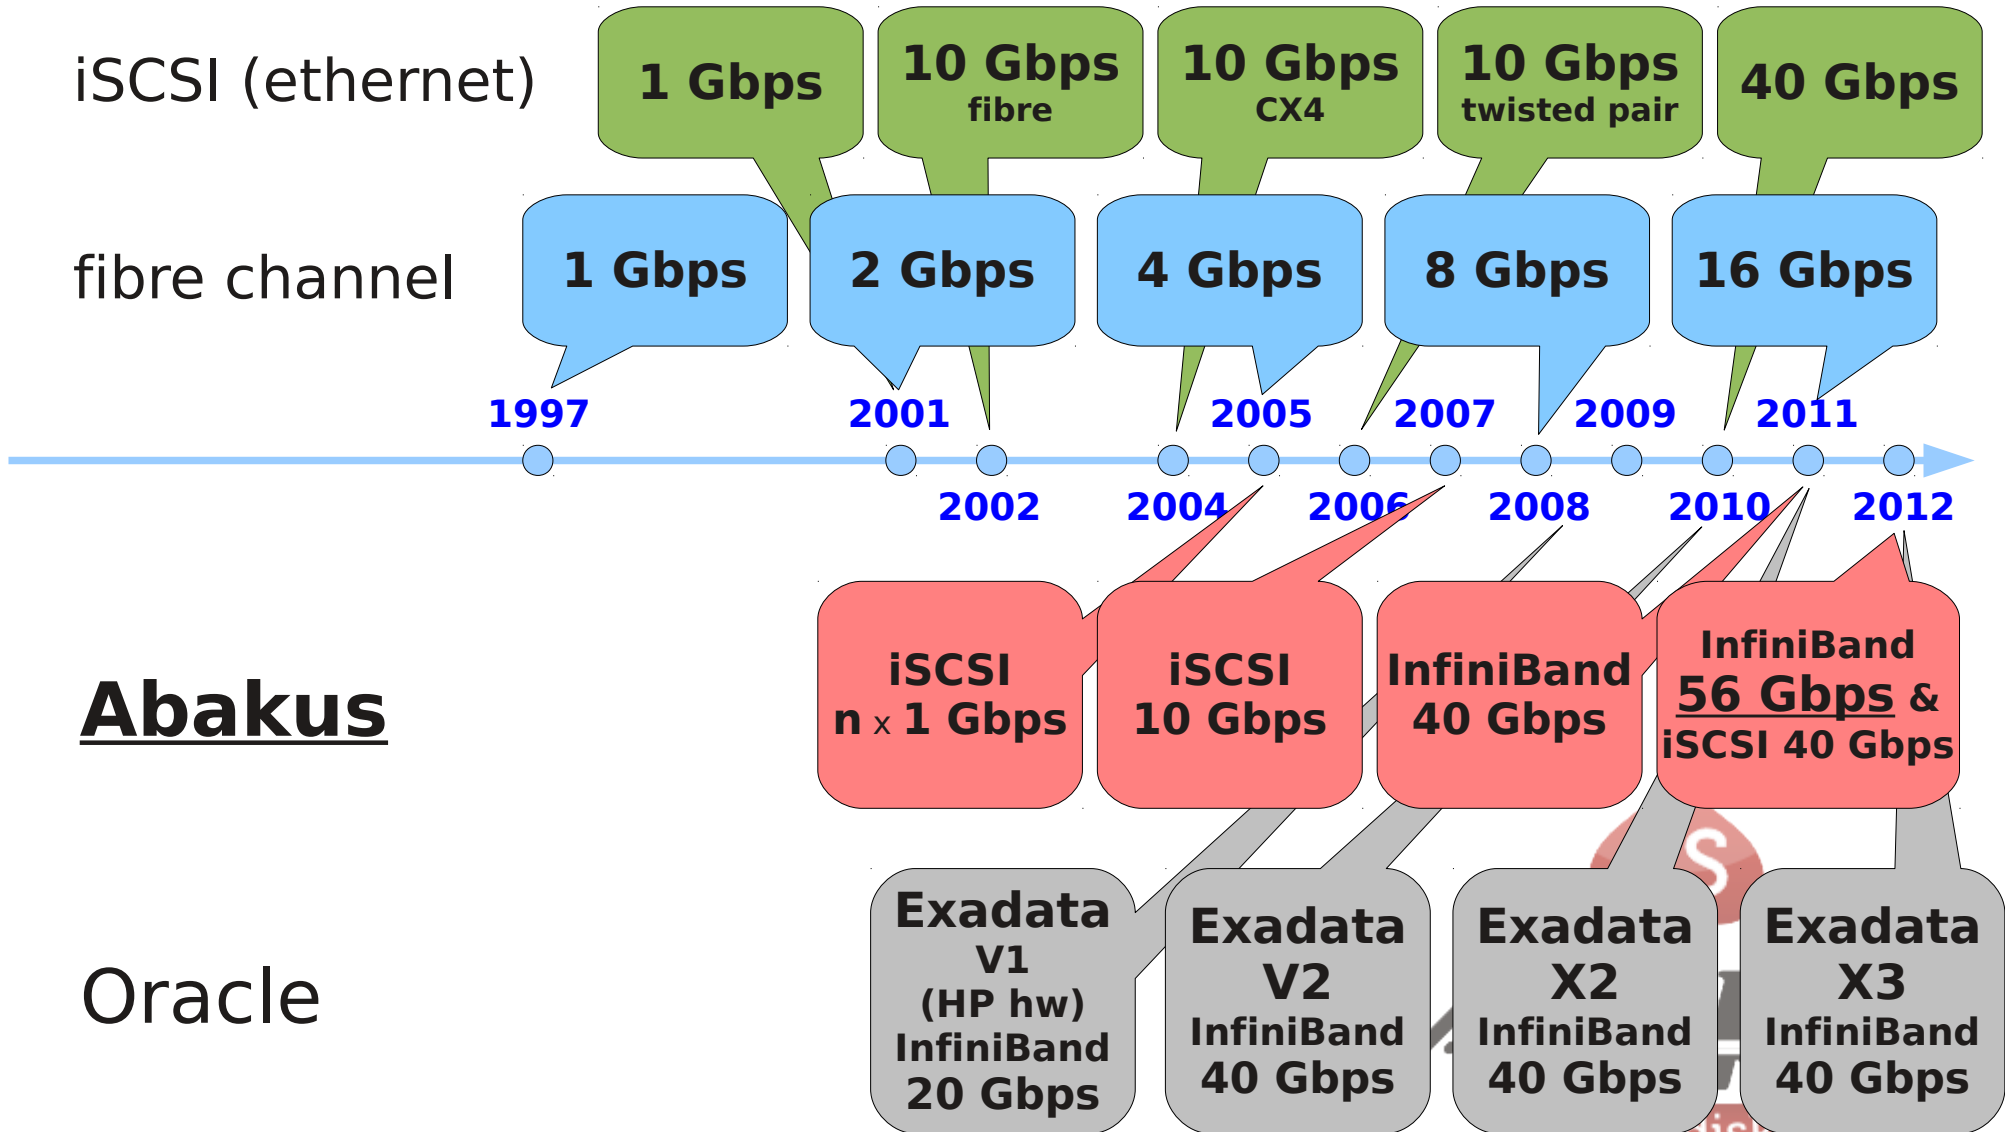 iSCSI (ethernet)
1 Gbps
10 Gbps
fibre
10 Gbps
CX4
10 Gbps
twisted pair
40 Gbps
fibre channel
1 Gbps
2 Gbps
4 Gbps
8 Gbps
16 Gbps
1997
2001
2005
2007
2009
2011
2002
2004
2006
2008
2010
2012
Abakus
iSCSI
n x 1 Gbps
iSCSI
10 Gbps
InfiniBand
40 Gbps
InfiniBand
56 Gbps &
iSCSI 40 Gbps
Oracle
Exadata
V1
(HP hw)
InfiniBand
20 Gbps
Exadata
V2
InfiniBand
40 Gbps
Exadata
X2
InfiniBand
40 Gbps
Exadata
X3
InfiniBand
40 Gbps